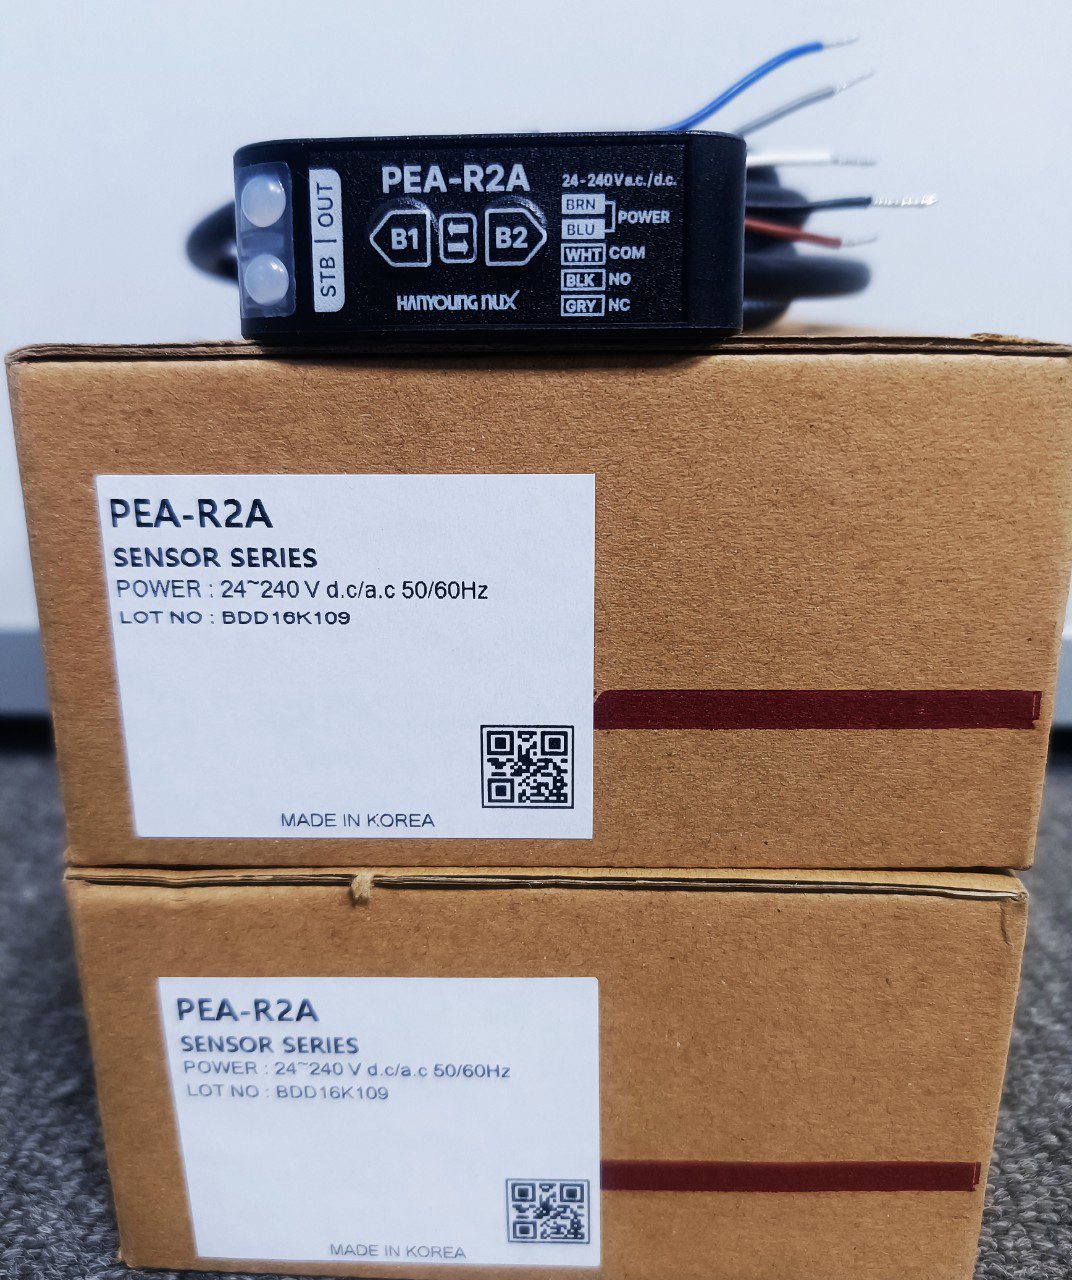 PEA-R2A
STB | OUT
B1
B2
HANYOUNG NUX
24-240V a.c./d.c.
BRN
BLU
POWER
WHT COM
BLK NO
GRY NC
PEA-R2A
SENSOR SERIES
POWER : 24~240 V d.c/a.c 50/60Hz
LOT NO : BDD16K109
MADE IN KOREA
PEA-R2A
SENSOR SERIES
POWER : 24~240 V d.c/a.c 50/60Hz
LOT NO : BDD16K109
MADE IN KOREA